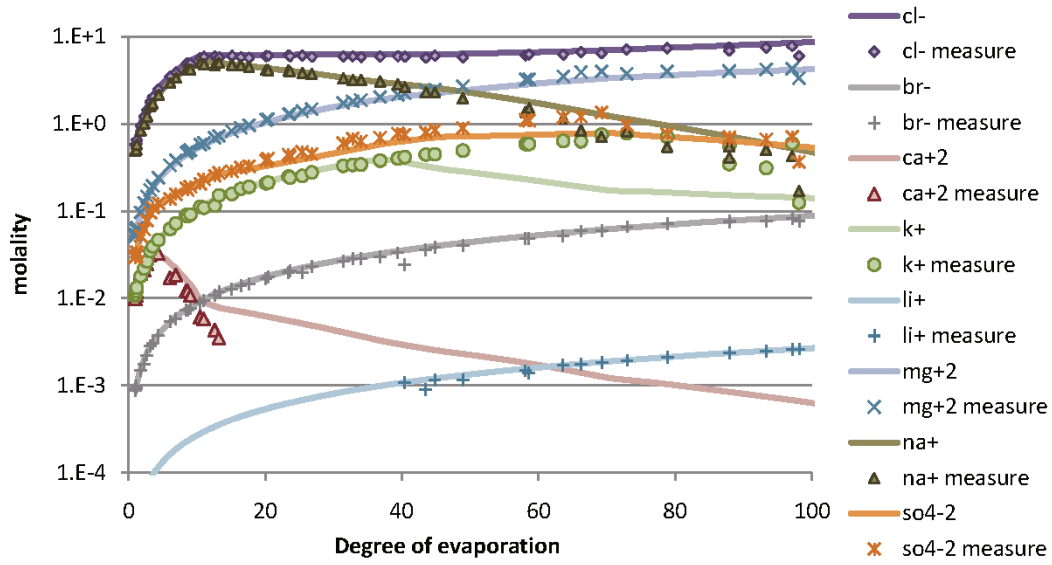 1.E+1
1.E+0
1.E-1
1.E-2
1.E-3
1.E-4
molality
0 20 40 60 80 100
Degree of evaporation
cl-
cl- measure
br-
br- measure
ca+2
ca+2 measure
k+
k+ measure
li+
li+ measure
mg+2
mg+2 measure
na+
na+ measure
so4-2
so4-2 measure